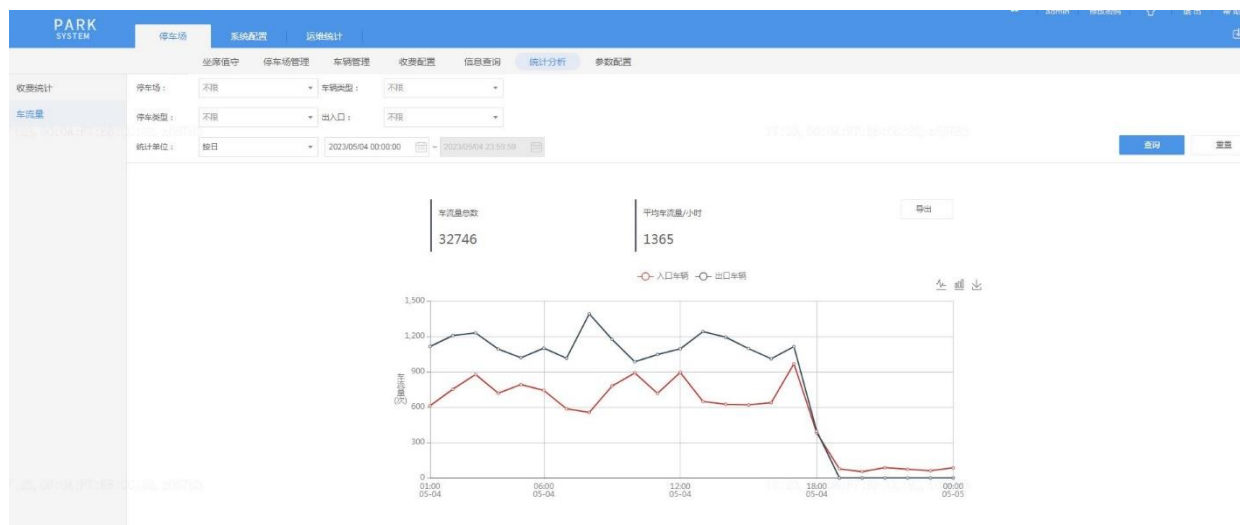 PARK
SYSTEM
停车场 系统配置 运维统计
坐席值守 停车场管理 车辆管理 收费配置 信息查询 统计分析 参数配置
收费统计
车流量
停车场： 不限 车辆类型： 不限
停车类型： 不限 出入口： 不限
统计单位： 按日 2023/05/04 00:00:00 ~ 2023/05/04 23:59:59
查询 重置
车流量总数 平均车流量/小时 导出
32746 1365
入口车辆 出口车辆
车流量(次)
1,500
1,200
900
600
300
0
01:00 06:00 12:00 18:00 00:00
05-04 05-04 05-04 05-04 05-05